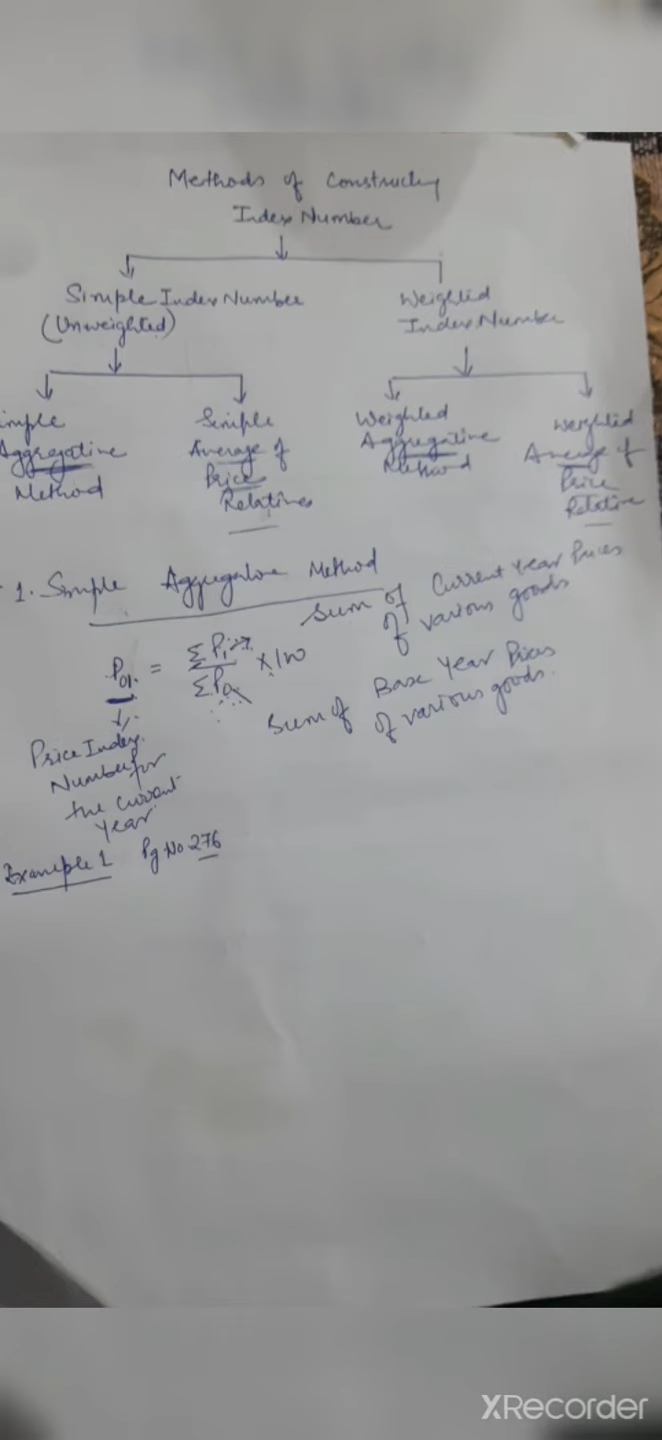 Methods of Constructing
Index Number
Simple Index Number
(Unweighted)
Weighted
Index Number
imple
Aggregative
Method
Simple
Average of
Price
Relatives
Weighted
Aggregative
Method
Weighted
Average of
Price
Relative
1. Simple Aggregative Method
P01 = ΣP1 / ΣP0 × 100
Sum of Current Year Prices
of various goods
Sum of Base Year Prices
of various goods.
Price Index
Number for
the Current
Year
Example 1 Pg No. 276
XRecorder